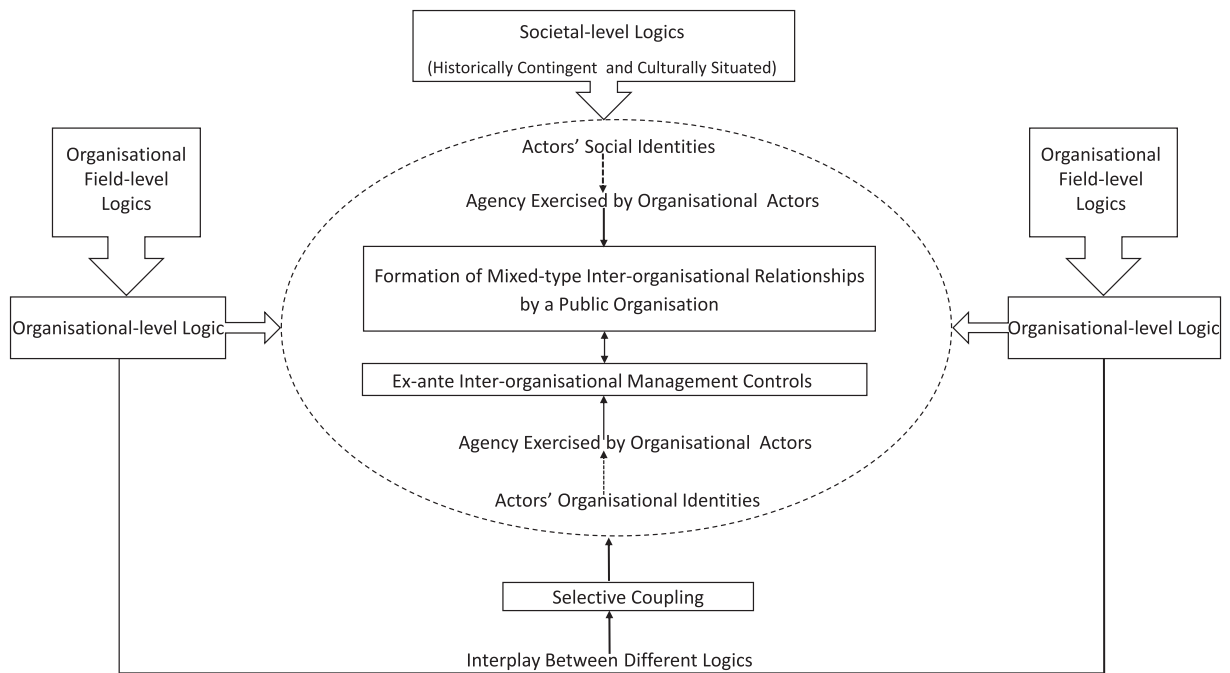 Societal-level Logics
(Historically Contingent and Culturally Situated)
Organisational
Field-level
Logics
Organisational
Field-level
Logics
Actors' Social Identities
Agency Exercised by Organisational Actors
Formation of Mixed-type Inter-organisational Relationships
by a Public Organisation
Organisational-level Logic
Organisational-level Logic
Ex-ante Inter-organisational Management Controls
Agency Exercised by Organisational Actors
Actors' Organisational Identities
Selective Coupling
Interplay Between Different Logics